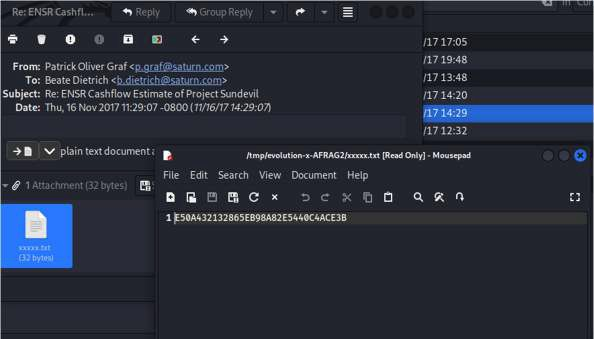 Re: ENSR Cashfl...
Reply
Group Reply
In
From: Patrick Oliver Graf <p.graf@saturn.com>
To: Beate Dietrich <b.dietrich@saturn.com>
Subject: Re: ENSR Cashflow Estimate of Project Sundevil
Date: Thu, 16 Nov 2017 11:29:07 -0800 (11/16/17 14:29:07)
/17 17:05
/17 19:48
/17 13:48
/17 14:20
/17 14:29
/17 12:32
plain text document a
1 Attachment (32 bytes)
xxxxx.txt
(32 bytes)
/tmp/evolution-x-AFRAG2/xxxxx.txt [Read Only] - Mousepad
File Edit Search View Document Help
1 E50A432132865EB98A82E5440C4ACE3B